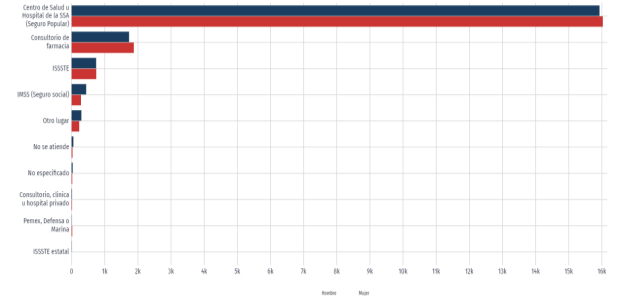 Centro de Salud u
Hospital de la SSA
(Seguro Popular)
Consultorio de
farmacia
ISSSTE
IMSS (Seguro social)
Otro lugar
No se atiende
No especificado
Consultorio, clínica
u hospital privado
Pemex, Defensa o
Marina
ISSSTE estatal
0 1k 2k 3k 4k 5k 6k 7k 8k 9k 10k 11k 12k 13k 14k 15k 16k
Hombre Mujer